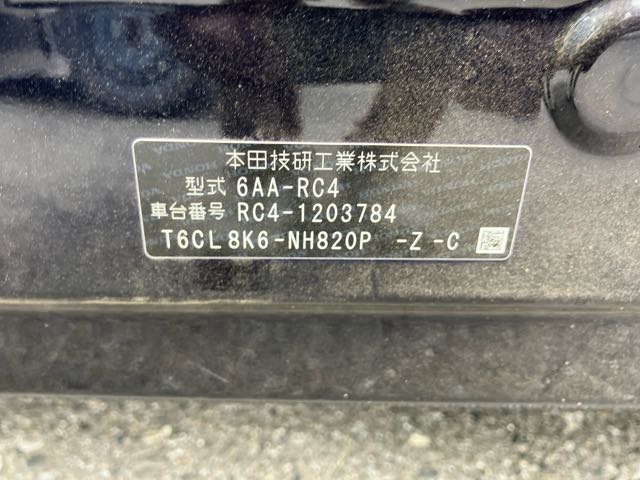 本田技研工業株式会社
型式 6AA-RC4
車台番号 RC4-1203784
T6CL 8K6-NH820P -Z -C